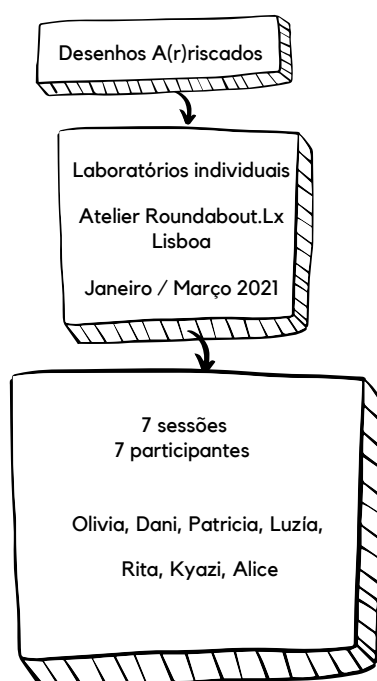 Desenhos A(r)riscados
Laboratórios individuais
Atelier Roundabout.Lx
Lisboa
Janeiro / Março 2021
7 sessões
7 participantes
Olivia, Dani, Patricia, Luzía,
Rita, Kyazi, Alice